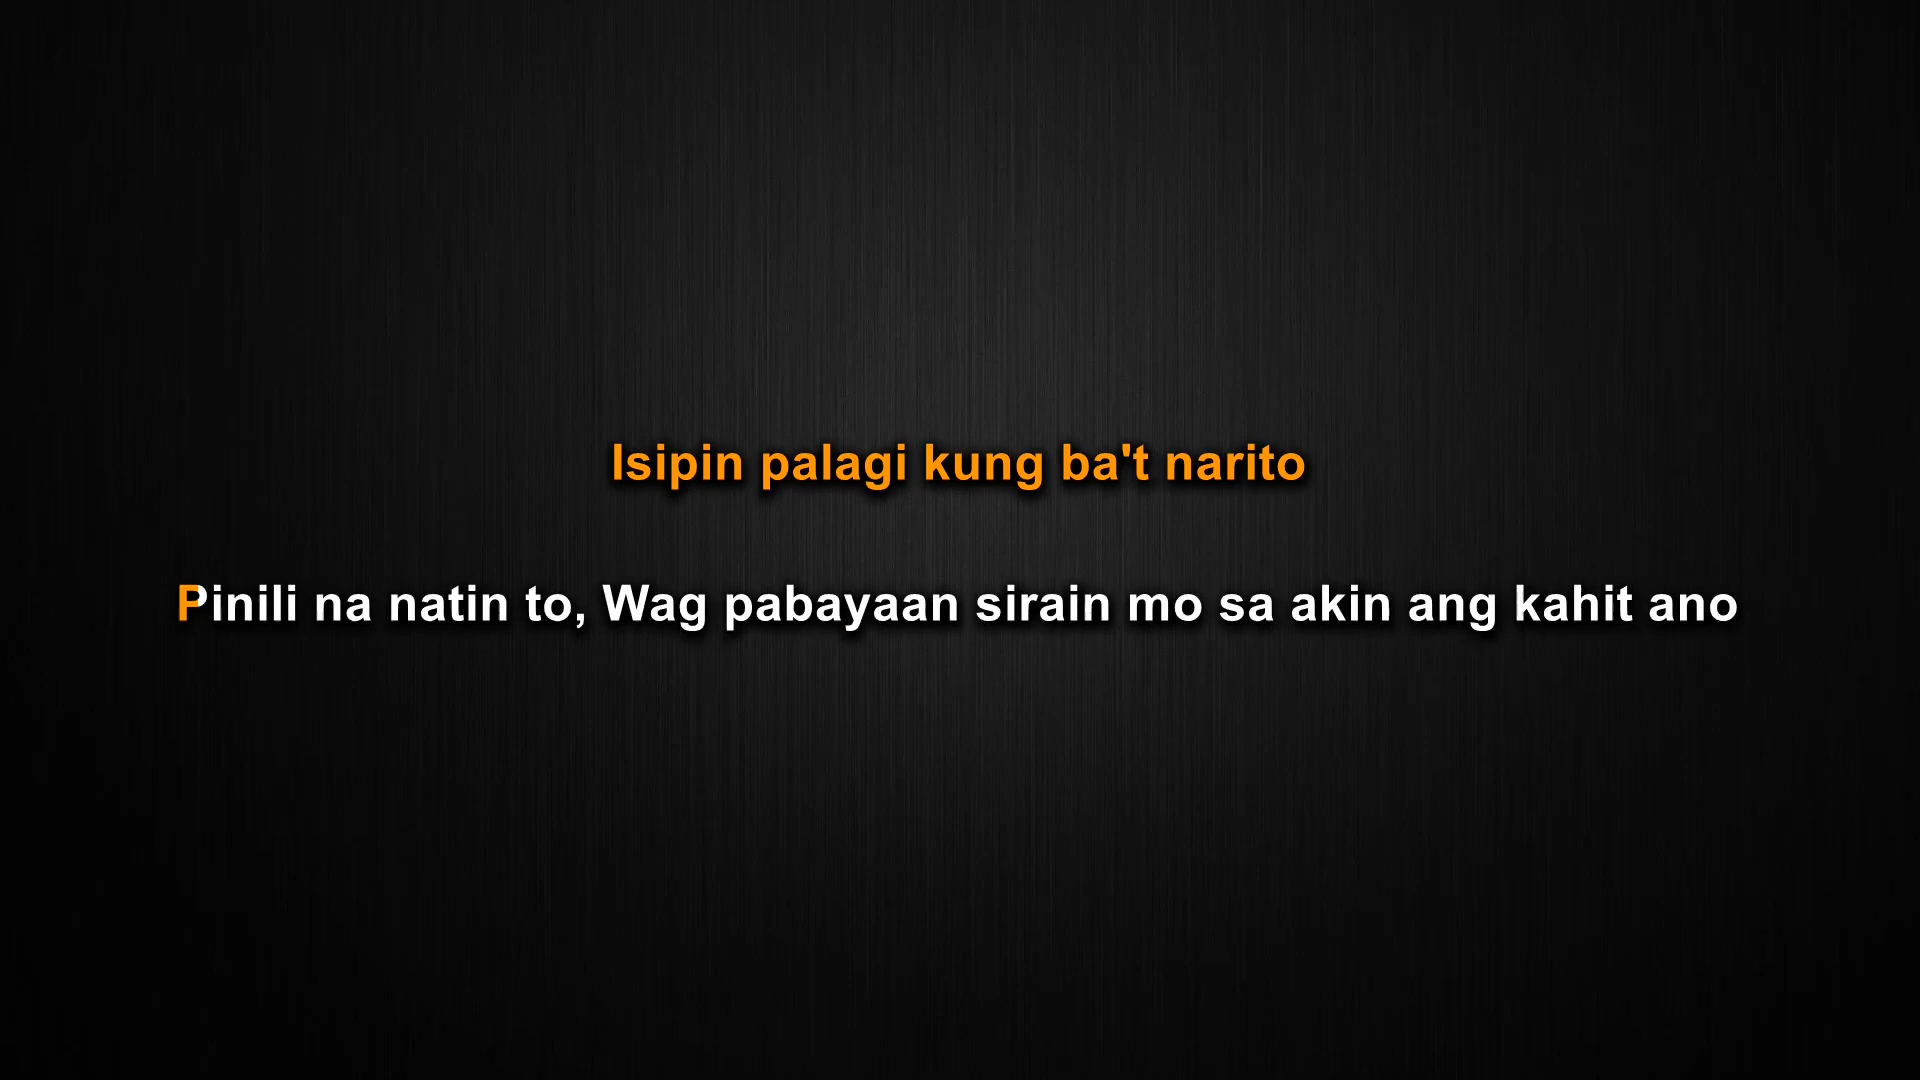 Isipin palagi kung ba't narito
Pinili na natin to, Wag pabayaan sirain mo sa akin ang kahit ano